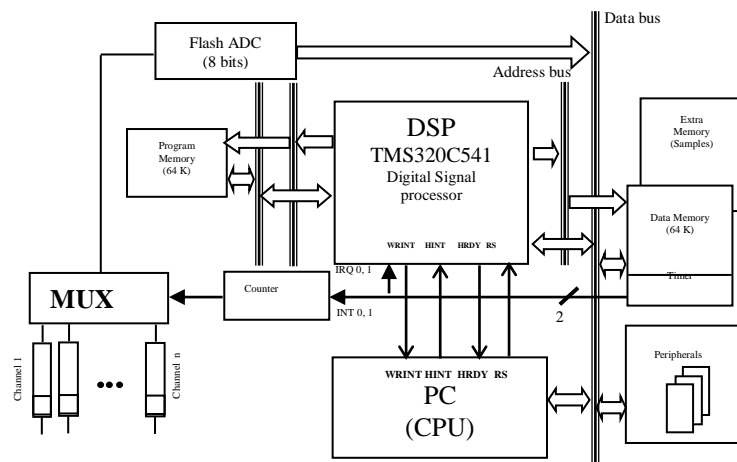 Data bus
Flash ADC
(8 bits)
Address bus
DSP
TMS320C541
Digital Signal
processor
Extra
Memory
(Samples)
Program
Memory
(64 K)
Data Memory
(64 K)
Timer
WRINT HINT HRDY RS
IRQ 0, 1
MUX
Counter
INT 0, 1
2
Channel 1
Channel n
WRINT HINT HRDY RS
PC
(CPU)
Peripherals